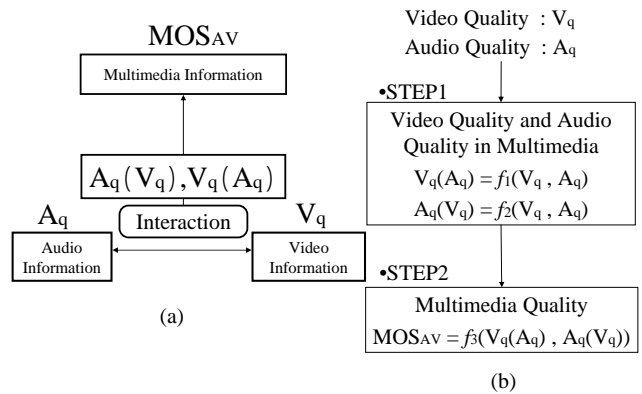 MOSAV
Multimedia Information
Aq(Vq),Vq(Aq)
Interaction
Aq
Audio
Information
Vq
Video
Information
(a)
Video Quality : Vq
Audio Quality : Aq
•STEP1
Video Quality and Audio
Quality in Multimedia
Vq(Aq) = f1(Vq , Aq)
Aq(Vq) = f2(Vq , Aq)
•STEP2
Multimedia Quality
MOSAV = f3(Vq(Aq) , Aq(Vq))
(b)